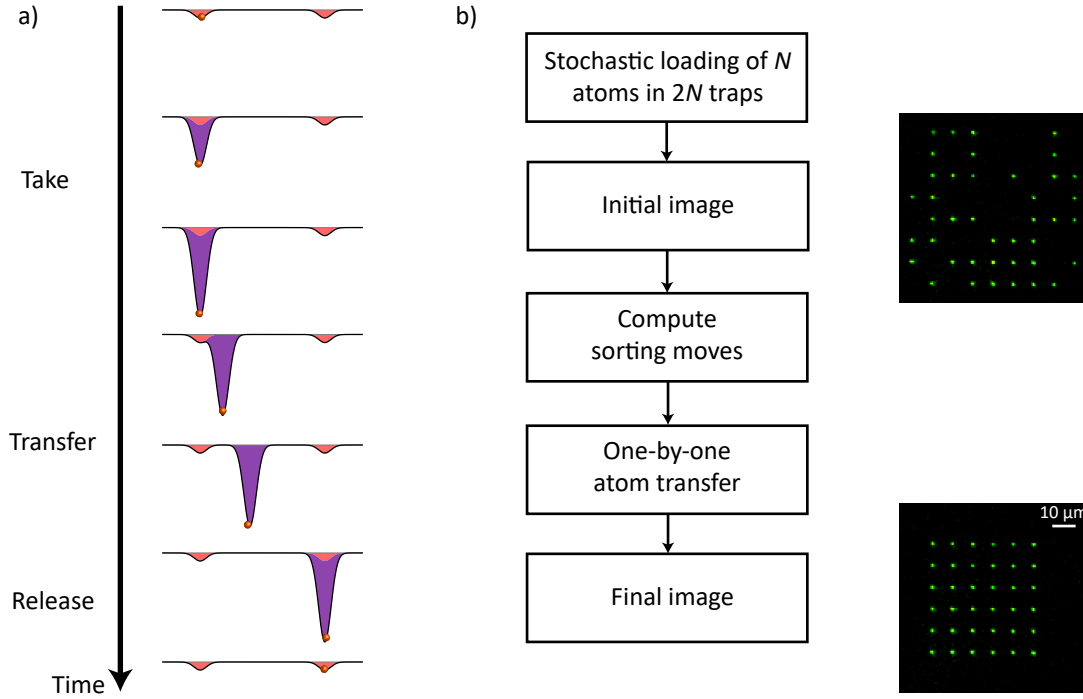 a)
Take
Transfer
Release
Time
b)
Stochastic loading of N
atoms in 2N traps
Initial image
Compute
sorting moves
One-by-one
atom transfer
Final image
10 μm